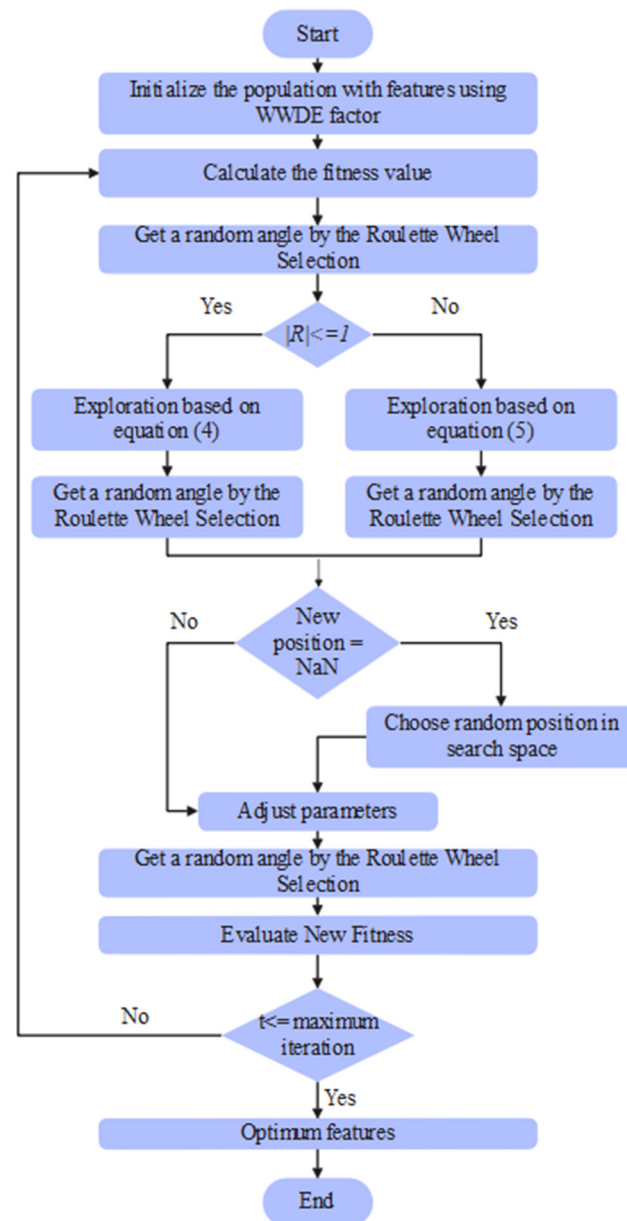 Start
Initialize the population with features using
WWDE factor
Calculate the fitness value
Get a random angle by the Roulette Wheel
Selection
Yes
No
|R|<=1
Exploration based on
equation (4)
Exploration based on
equation (5)
Get a random angle by the
Roulette Wheel Selection
Get a random angle by the
Roulette Wheel Selection
No
New
position =
NaN
Yes
Choose random position in
search space
Adjust parameters
Get a random angle by the Roulette Wheel
Selection
Evaluate New Fitness
No
t<= maximum
iteration
Yes
Optimum features
End